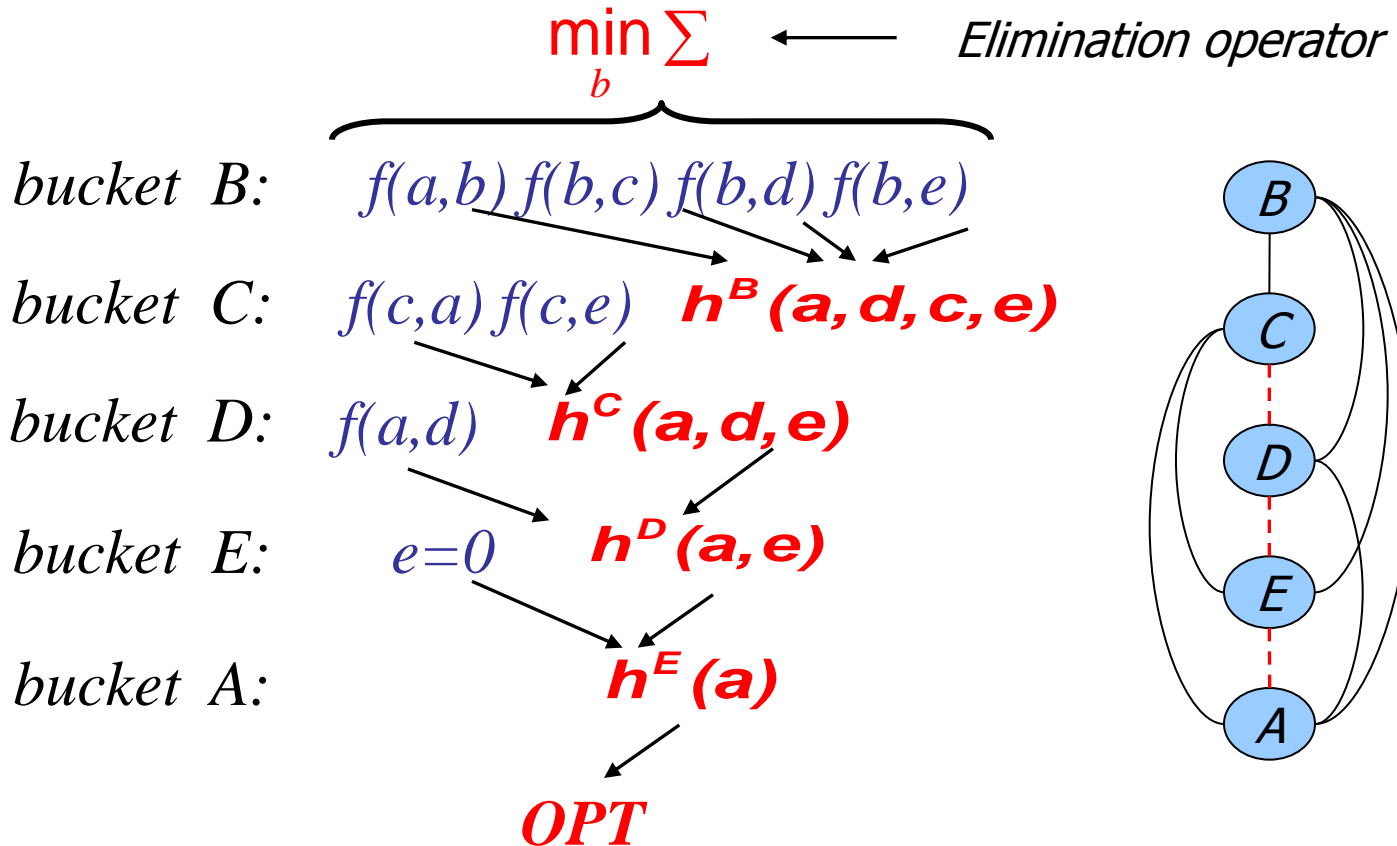 min ∑ Elimination operator
b
bucket B: f(a,b) f(b,c) f(b,d) f(b,e)
bucket C: f(c,a) f(c,e) h^B (a,d,c,e)
bucket D: f(a,d) h^C (a,d,e)
bucket E: e=0 h^D (a,e)
bucket A: h^E (a)
OPT
B
C
D
E
A